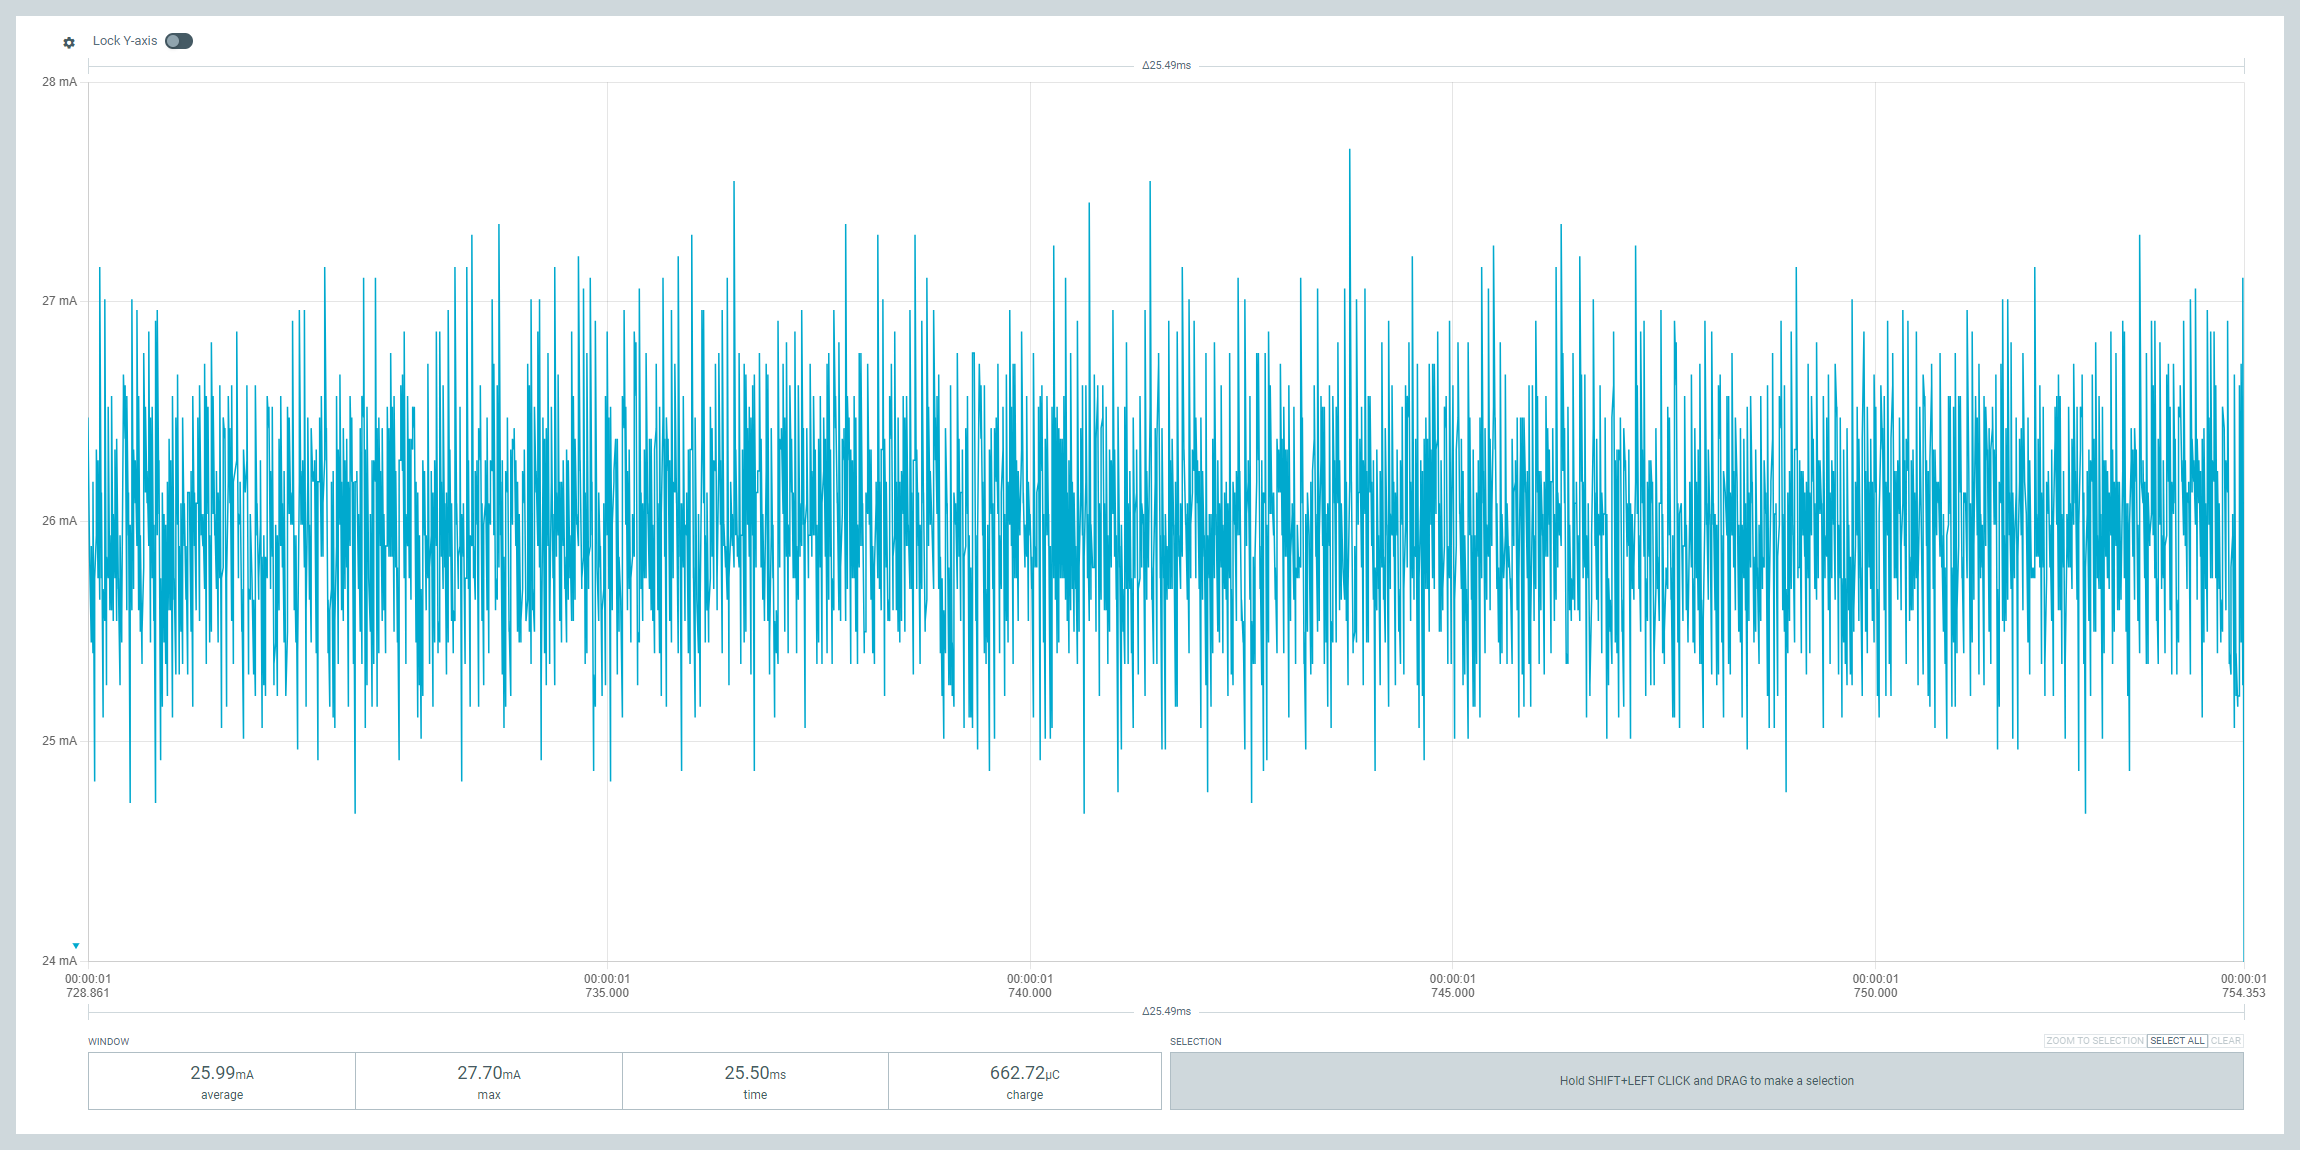 Lock Y-axis
Δ25.49ms
28 mA
27 mA
26 mA
25 mA
24 mA
00:00:01 00:00:01 00:00:01 00:00:01 00:00:01 00:00:01
728.861 735.000 740.000 745.000 750.000 754.353
Δ25.49ms
WINDOW
25.99mA 27.70mA 25.50ms 662.72μC
average max time charge
SELECTION ZOOM TO SELECTION SELECT ALL CLEAR
Hold SHIFT+LEFT CLICK and DRAG to make a selection